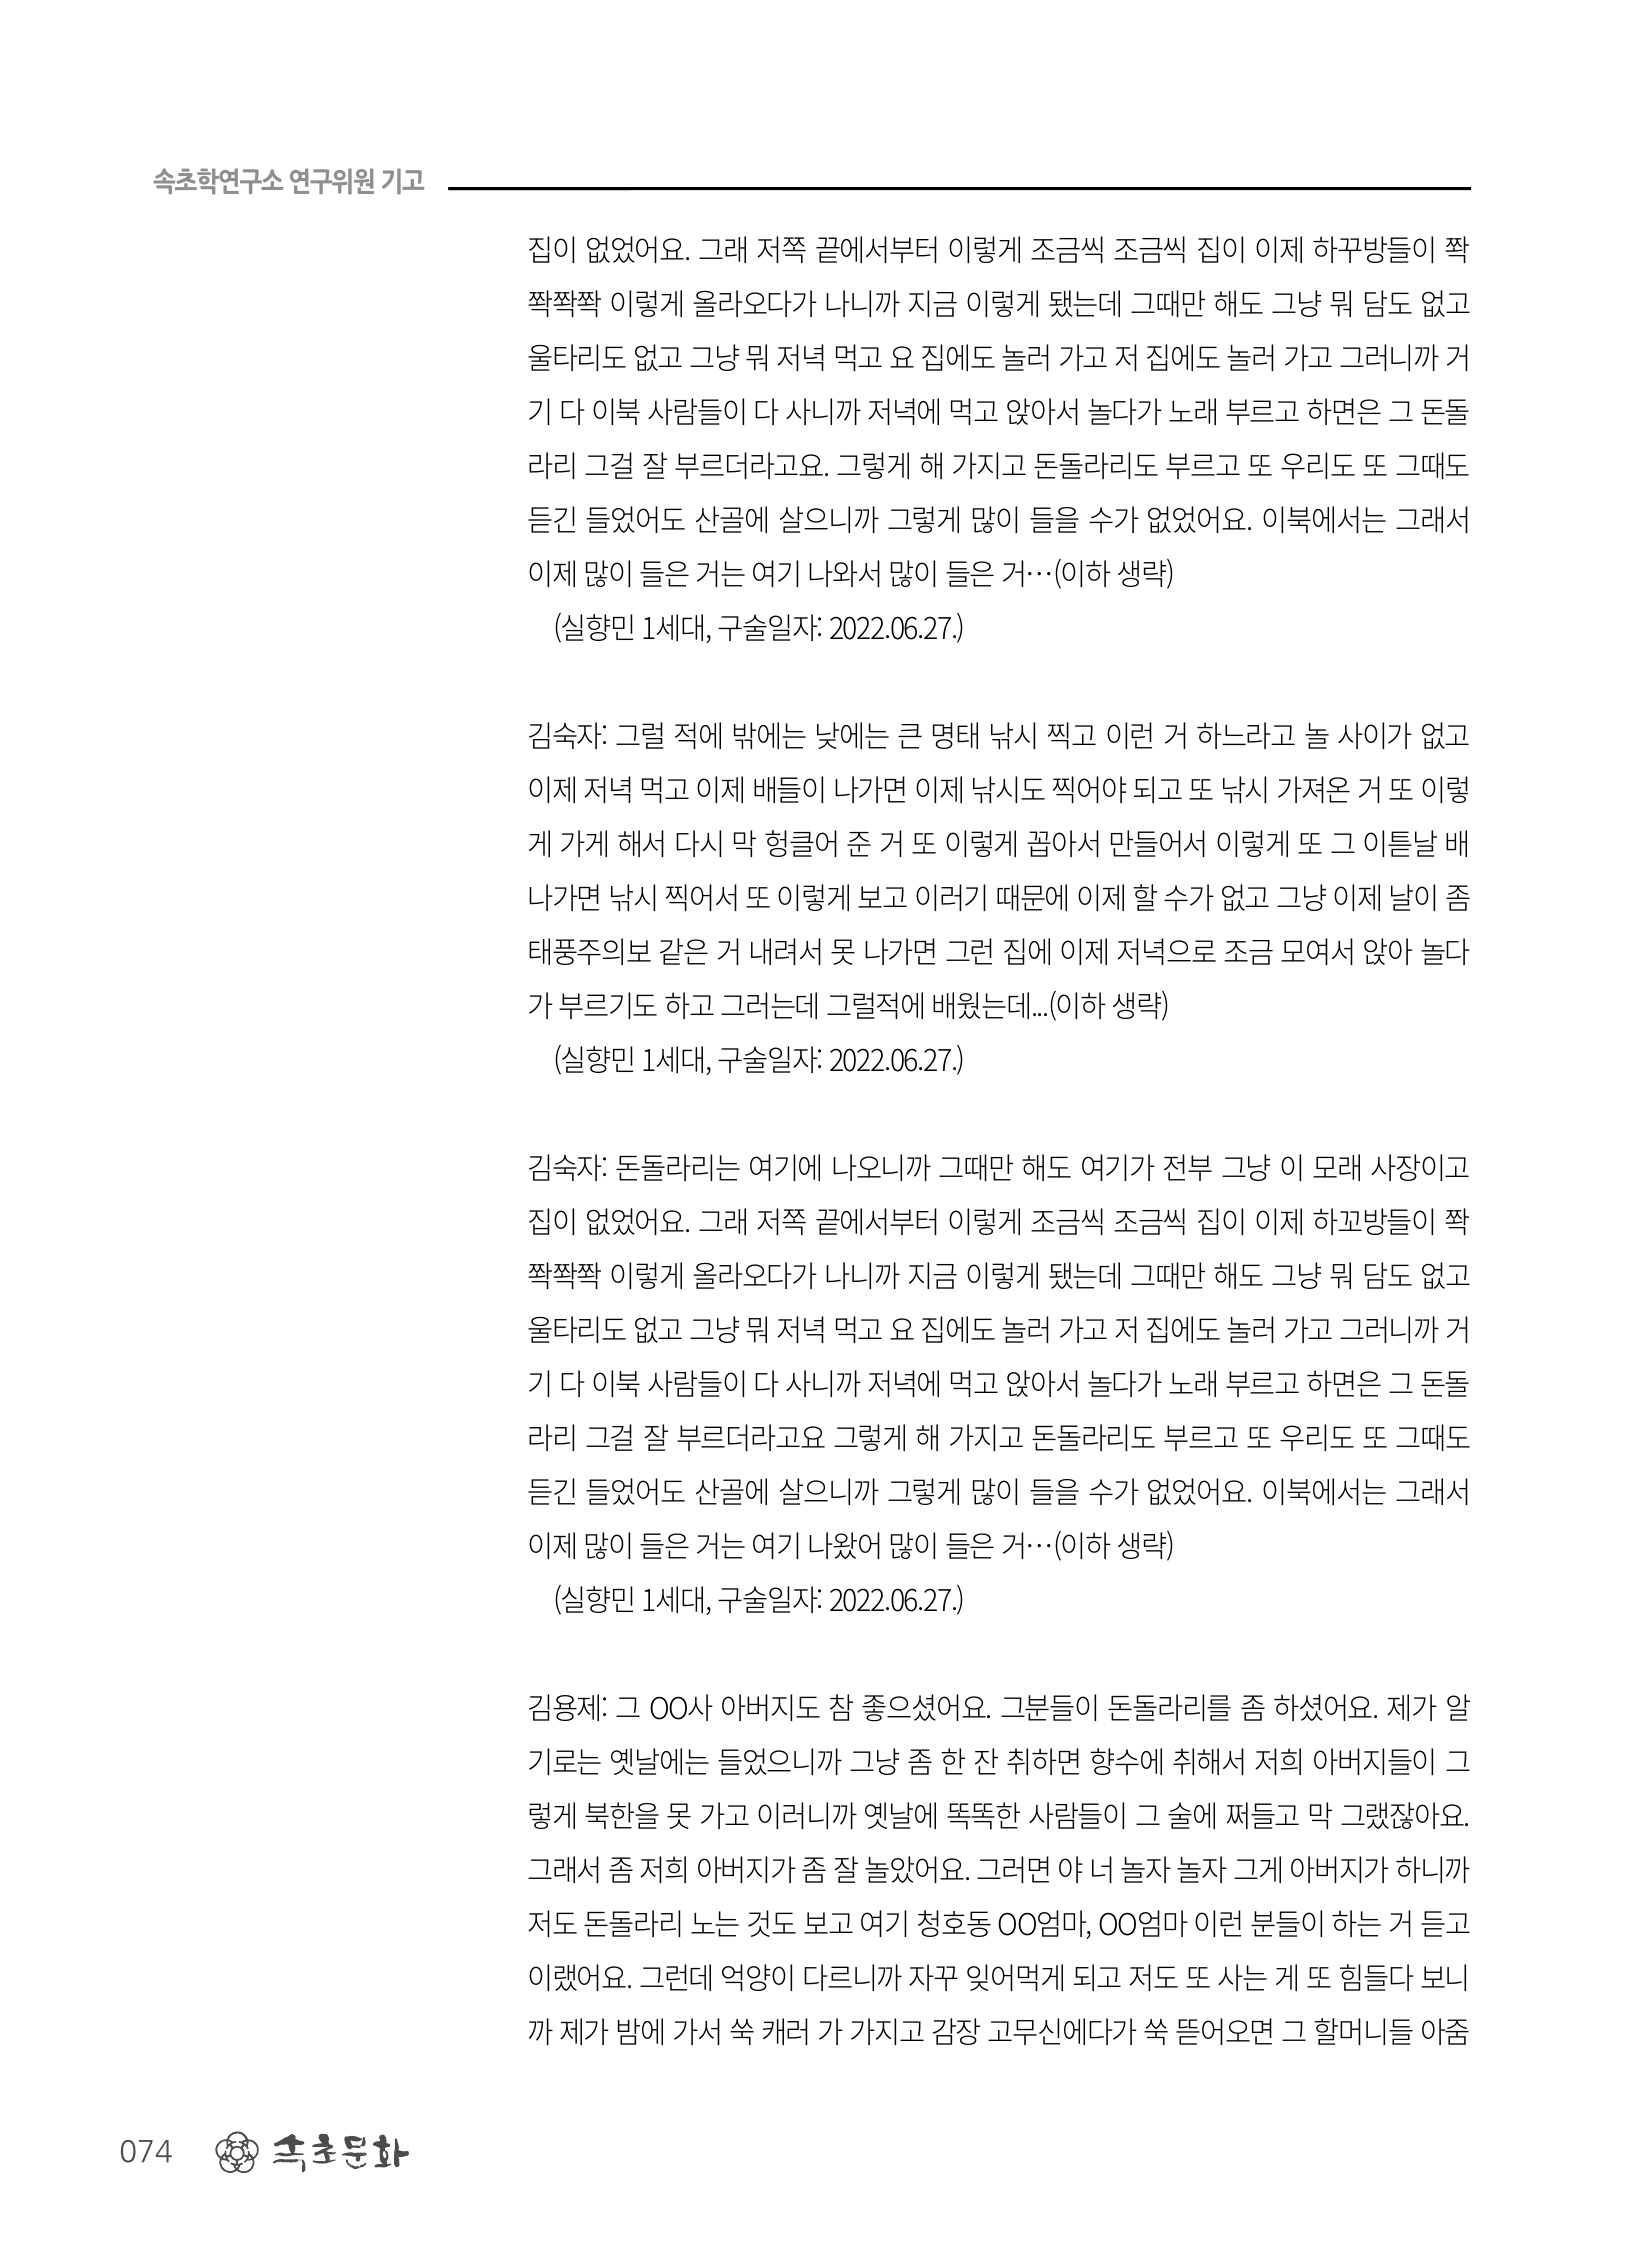 속초학연구소 연구위원 기고
집이 없었어요. 그래 저쪽 끝에서부터 이렇게 조금씩 조금씩 집이 이제 하꾸방들이 쫙
쫙쫙쫙 이렇게 올라오다가 나니까 지금 이렇게 됐는데 그때만 해도 그냥 뭐 담도 없고
울타리도 없고 그냥 뭐 저녁 먹고 요 집에도 놀러 가고 저 집에도 놀러 가고 그러니까 거
기 다 이북 사람들이 다 사니까 저녁에 먹고 앉아서 놀다가 노래 부르고 하면은 그 돈돌
라리 그걸 잘 부르더라고요. 그렇게 해 가지고 돈돌라리도 부르고 또 우리도 또 그때도
듣긴 들었어도 산골에 살으니까 그렇게 많이 들을 수가 없었어요. 이북에서는 그래서
이제 많이 들은 거는 여기 나와서 많이 들은 거⋯(이하 생략)
(실향민 1세대, 구술일자: 2022.06.27.)
김숙자: 그럴 적에 밖에는 낮에는 큰 명태 낚시 찍고 이런 거 하느라고 놀 사이가 없고
이제 저녁 먹고 이제 배들이 나가면 이제 낚시도 찍어야 되고 또 낚시 가져온 거 또 이렇
게 가게 해서 다시 막 헝클어 준 거 또 이렇게 꼽아서 만들어서 이렇게 또 그 이튿날 배
나가면 낚시 찍어서 또 이렇게 보고 이러기 때문에 이제 할 수가 없고 그냥 이제 날이 좀
태풍주의보 같은 거 내려서 못 나가면 그런 집에 이제 저녁으로 조금 모여서 앉아 놀다
가 부르기도 하고 그러는데 그럴적에 배웠는데...(이하 생략)
(실향민 1세대, 구술일자: 2022.06.27.)
김숙자: 돈돌라리는 여기에 나오니까 그때만 해도 여기가 전부 그냥 이 모래 사장이고
집이 없었어요. 그래 저쪽 끝에서부터 이렇게 조금씩 조금씩 집이 이제 하꼬방들이 쫙
쫙쫙쫙 이렇게 올라오다가 나니까 지금 이렇게 됐는데 그때만 해도 그냥 뭐 담도 없고
울타리도 없고 그냥 뭐 저녁 먹고 요 집에도 놀러 가고 저 집에도 놀러 가고 그러니까 거
기 다 이북 사람들이 다 사니까 저녁에 먹고 앉아서 놀다가 노래 부르고 하면은 그 돈돌
라리 그걸 잘 부르더라고요 그렇게 해 가지고 돈돌라리도 부르고 또 우리도 또 그때도
듣긴 들었어도 산골에 살으니까 그렇게 많이 들을 수가 없었어요. 이북에서는 그래서
이제 많이 들은 거는 여기 나왔어 많이 들은 거⋯(이하 생략)
(실향민 1세대, 구술일자: 2022.06.27.)
김용제: 그 OO사 아버지도 참 좋으셨어요. 그분들이 돈돌라리를 좀 하셨어요. 제가 알
기로는 옛날에는 들었으니까 그냥 좀 한 잔 취하면 향수에 취해서 저희 아버지들이 그
렇게 북한을 못 가고 이러니까 옛날에 똑똑한 사람들이 그 술에 쩌들고 막 그랬잖아요.
그래서 좀 저희 아버지가 좀 잘 놀았어요. 그러면 야 너 놀자 놀자 그게 아버지가 하니까
저도 돈돌라리 노는 것도 보고 여기 청호동 OO엄마, OO엄마 이런 분들이 하는 거 듣고
이랬어요. 그런데 억양이 다르니까 자꾸 잊어먹게 되고 저도 또 사는 게 또 힘들다 보니
까 제가 밤에 가서 쑥 캐러 가 가지고 감장 고무신에다가 쑥 뜯어오면 그 할머니들 아줌
074 속초문화